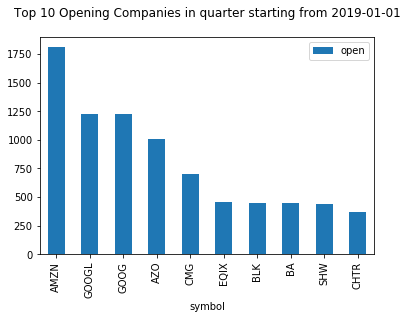 Top 10 Opening Companies in quarter starting from 2019-01-01
open
1750
1500
1250
1000
750
500
250
0
AMZN
GOOGL
GOOG
AZO
CMG
EQIX
BLK
BA
SHW
CHTR
symbol